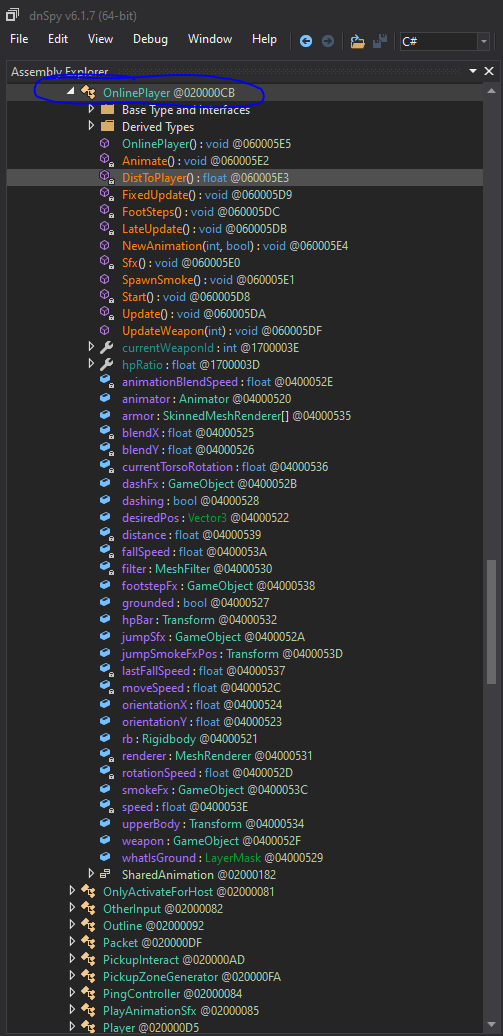 dnSpy v6.1.7 (64-bit)
File Edit View Debug Window Help C#
Assembly Explorer
OnlinePlayer @020000CB
Base Type and Interfaces
Derived Types
OnlinePlayer() : void @060005E5
Animate() : void @060005E2
DistToPlayer() : float @060005E3
FixedUpdate() : void @060005D9
FootSteps() : void @060005DC
LateUpdate() : void @060005DB
NewAnimation(int, bool) : void @060005E4
Sfx() : void @060005E0
SpawnSmoke() : void @060005E1
Start() : void @060005D8
Update() : void @060005DA
UpdateWeapon(int) : void @060005DF
currentWeaponId : int @1700003E
hpRatio : float @1700003D
animationBlendSpeed : float @0400052E
animator : Animator @04000520
armor : SkinnedMeshRenderer[] @04000535
blendX : float @04000525
blendY : float @04000526
currentTorsoRotation : float @04000536
dashFx : GameObject @0400052B
dashing : bool @04000528
desiredPos : Vector3 @04000522
distance : float @04000539
fallSpeed : float @0400053A
filter : MeshFilter @04000530
footstepFx : GameObject @04000538
grounded : bool @04000527
hpBar : Transform @04000532
jumpSfx : GameObject @0400052A
jumpSmokeFxPos : Transform @0400053D
lastFallSpeed : float @04000537
moveSpeed : float @0400052C
orientationX : float @04000524
orientationY : float @04000523
rb : Rigidbody @04000521
renderer : MeshRenderer @04000531
rotationSpeed : float @0400052D
smokeFx : GameObject @0400053C
speed : float @0400053E
upperBody : Transform @04000534
weapon : GameObject @0400052F
whatIsGround : LayerMask @04000529
SharedAnimation @02000182
OnlyActivateForHost @02000081
OtherInput @02000082
Outline @02000092
Packet @020000DF
PickupInteract @020000AD
PickupZoneGenerator @020000FA
PingController @02000084
PlayAnimationSfx @02000085
Player @020000D5